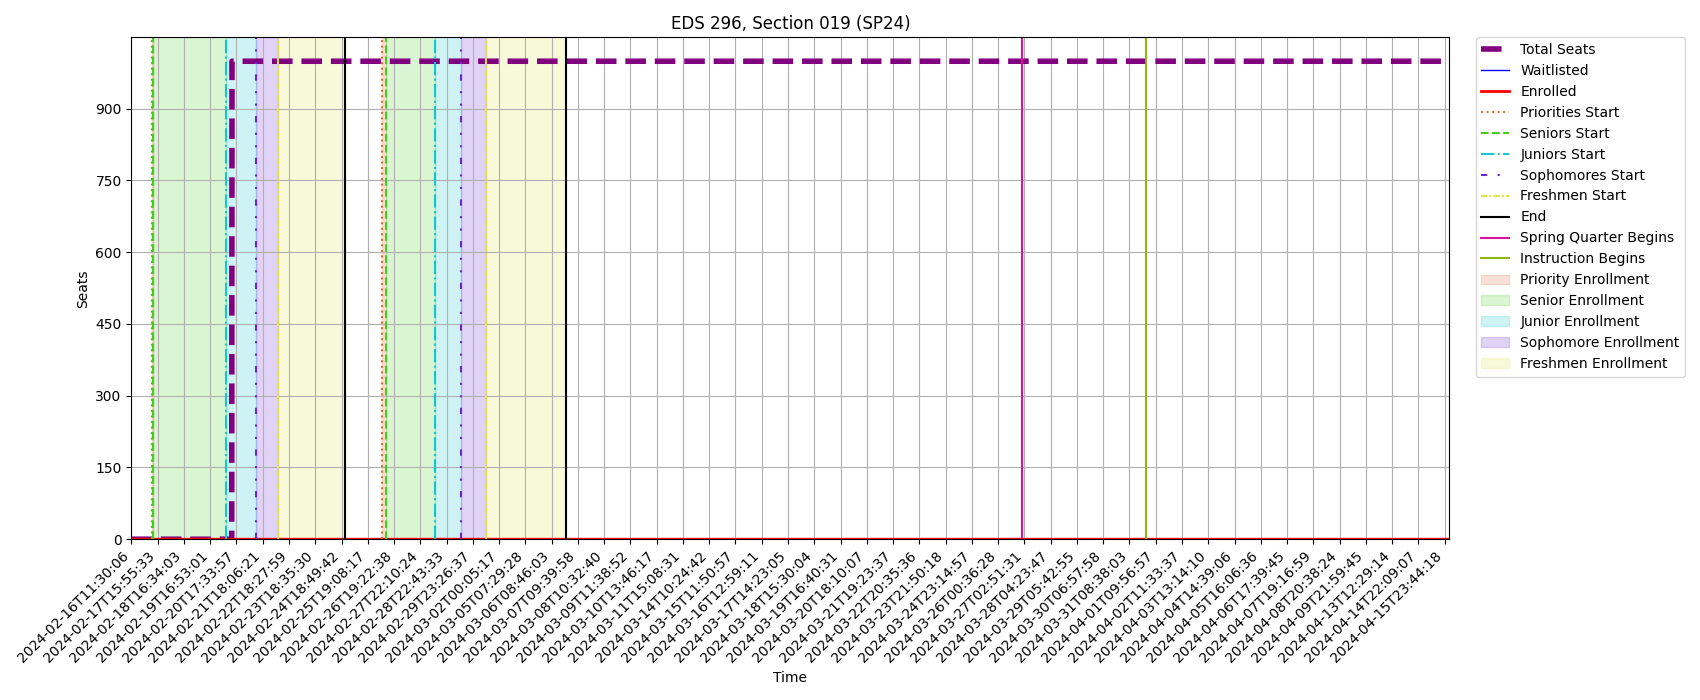 EDS 296, Section 019 (SP24)
Seats
900
750
600
450
300
150
0
2024-02-16T11:30:06
2024-02-17T15:55:33
2024-02-18T16:34:03
2024-02-19T16:53:01
2024-02-20T17:33:57
2024-02-21T18:06:21
2024-02-22T18:27:59
2024-02-23T18:35:30
2024-02-24T18:49:42
2024-02-25T19:08:17
2024-02-26T19:22:38
2024-02-27T22:10:24
2024-02-28T22:43:33
2024-02-29T23:26:37
2024-03-02T00:05:17
2024-03-05T07:29:28
2024-03-06T08:46:03
2024-03-07T09:39:58
2024-03-08T10:32:40
2024-03-09T11:38:52
2024-03-10T13:46:17
2024-03-11T15:08:31
2024-03-14T10:24:42
2024-03-15T11:50:57
2024-03-16T12:59:11
2024-03-17T14:23:05
2024-03-18T15:30:04
2024-03-19T16:40:31
2024-03-20T18:10:07
2024-03-21T19:23:37
2024-03-22T20:35:36
2024-03-23T21:50:18
2024-03-24T23:14:57
2024-03-26T00:36:28
2024-03-27T02:51:31
2024-03-28T04:23:47
2024-03-29T05:42:55
2024-03-30T06:57:58
2024-03-31T08:38:03
2024-04-01T09:56:57
2024-04-02T11:33:37
2024-04-03T13:14:10
2024-04-04T14:39:06
2024-04-05T16:06:36
2024-04-06T17:39:45
2024-04-07T19:16:59
2024-04-08T20:38:24
2024-04-09T21:59:45
2024-04-13T12:29:14
2024-04-14T22:09:07
2024-04-15T23:44:18
Time
Total Seats
Waitlisted
Enrolled
Priorities Start
Seniors Start
Juniors Start
Sophomores Start
Freshmen Start
End
Spring Quarter Begins
Instruction Begins
Priority Enrollment
Senior Enrollment
Junior Enrollment
Sophomore Enrollment
Freshmen Enrollment